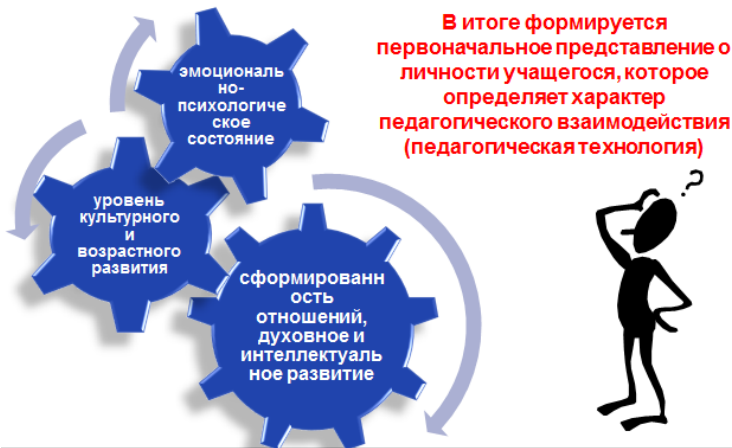 В итоге формируется
первоначальное представление о
личности учащегося, которое
определяет характер
педагогического взаимодействия
(педагогическая технология)
эмоциональ
но-
психологиче
ское
состояние
уровень
культурного
и
возрастного
развития
сформированн
ость
отношений,
духовное и
интеллектуаль
ное развитие
?